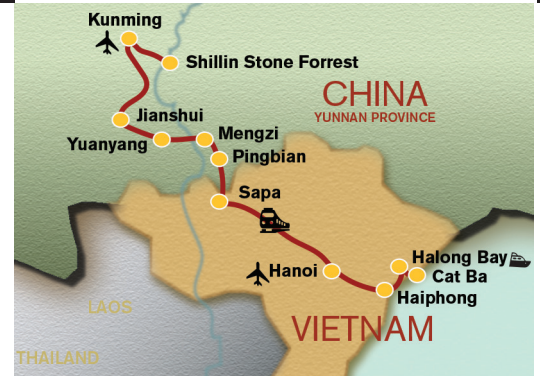 Kunming
Shillin Stone Forrest
CHINA
YUNNAN PROVINCE
Jianshui
Yuanyang
Mengzi
Pingbian
Sapa
Halong Bay
Hanoi
Cat Ba
Haiphong
LAOS
VIETNAM
THAILAND